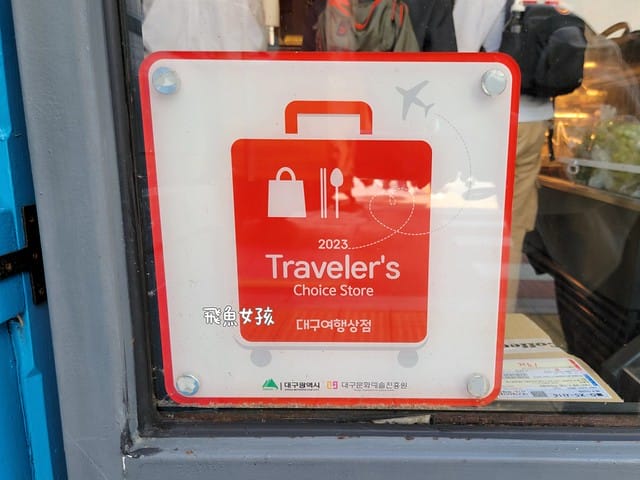 2023
Traveler's
Choice Store
飛魚女孩
대구여행상점
대구광역시
대구문화예술진흥원
Coffee